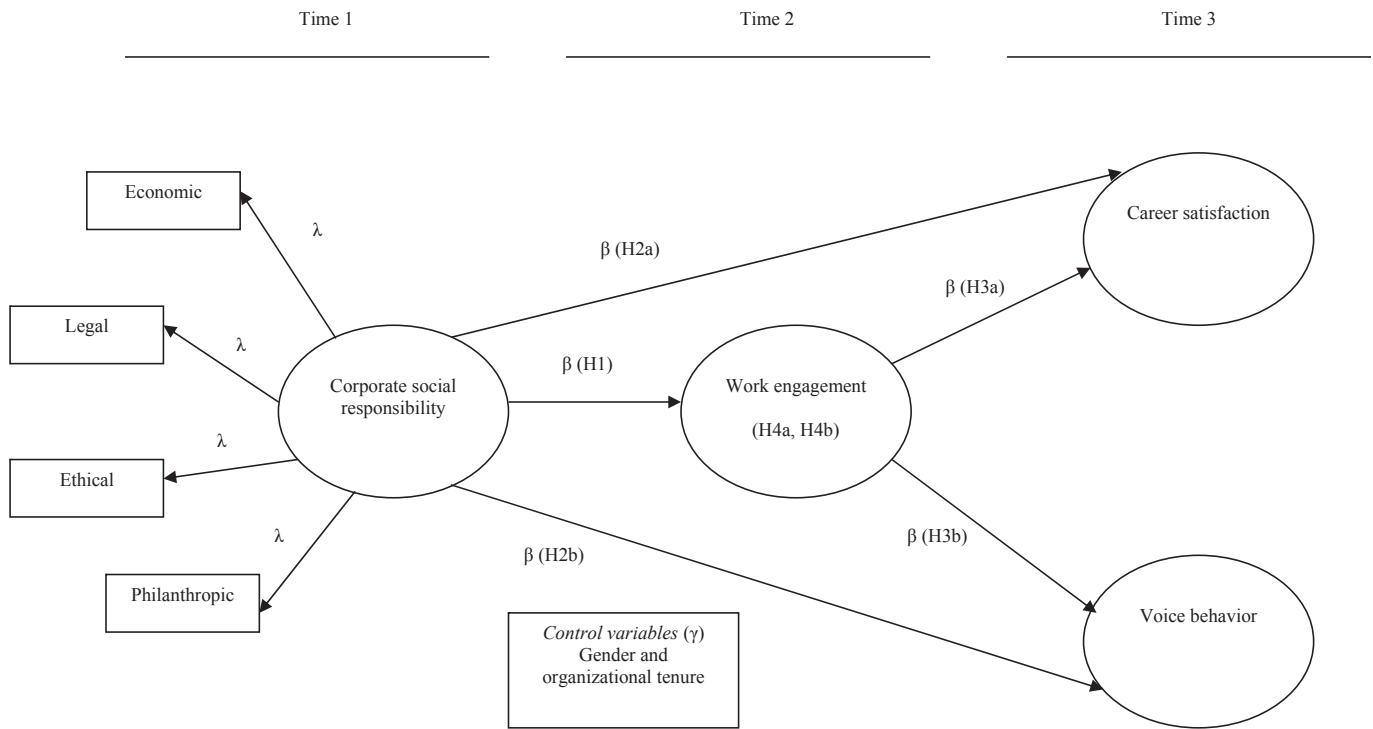 Time 1
Time 2
Time 3
Economic
λ
Career satisfaction
β (H2a)
β (H3a)
Legal
λ
β (H1)
Corporate social
responsibility
Work engagement
(H4a, H4b)
λ
Ethical
λ
β (H2b)
β (H3b)
Philanthropic
Voice behavior
Control variables (γ)
Gender and
organizational tenure